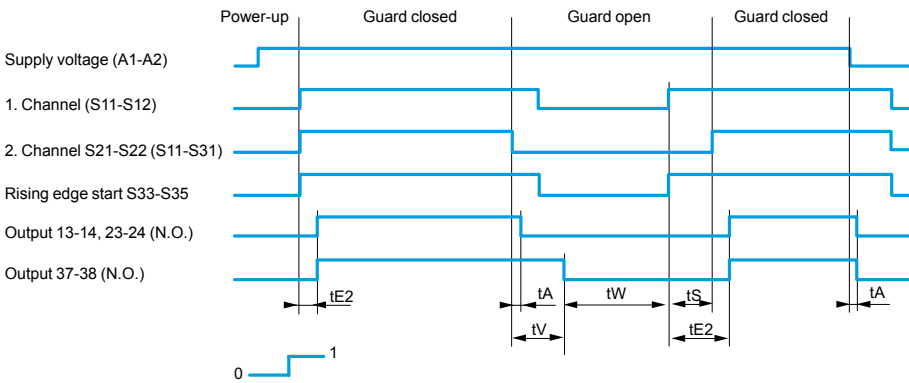 Power-up Guard closed Guard open Guard closed
Supply voltage (A1-A2)
1. Channel (S11-S12)
2. Channel S21-S22 (S11-S31)
Rising edge start S33-S35
Output 13-14, 23-24 (N.O.)
Output 37-38 (N.O.)
tE2 tA tW tS tA
tV tE2
1
0